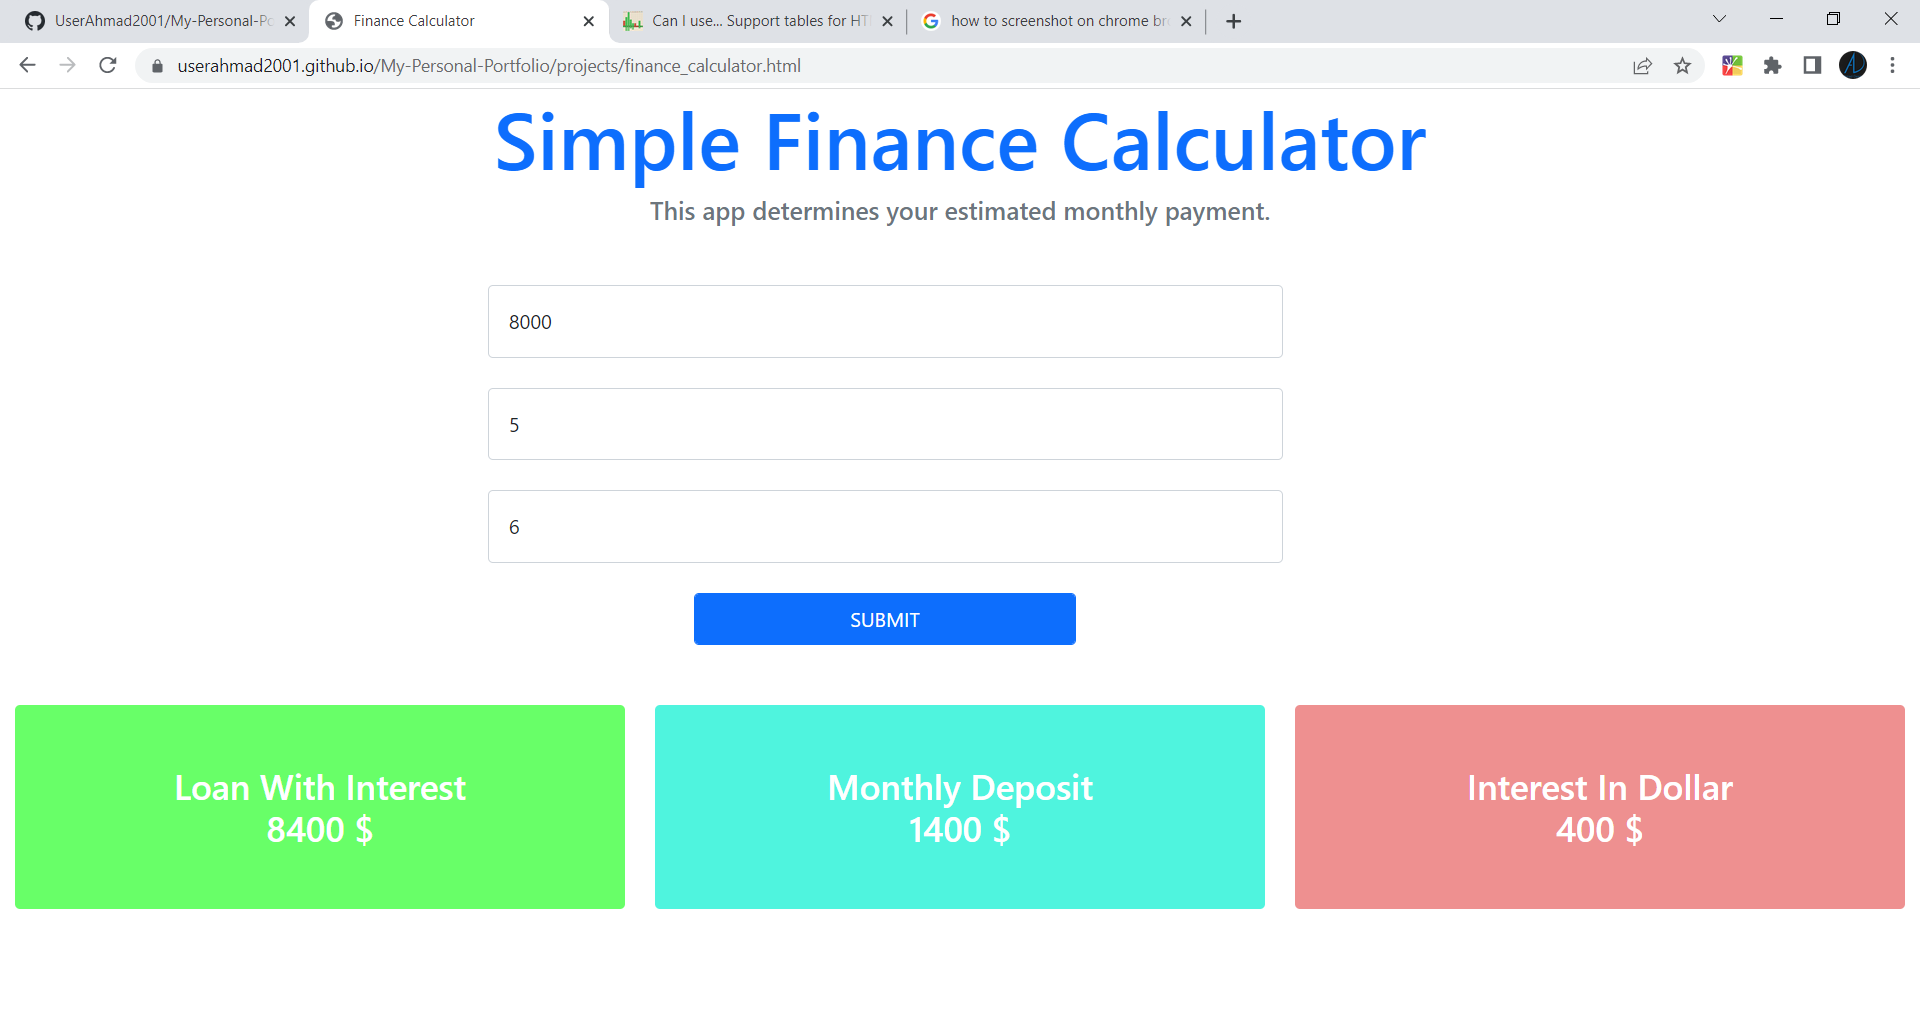 UserAhmad2001/My-Personal-Po
Finance Calculator
Can I use... Support tables for HT
how to screenshot on chrome br
userahmad2001.github.io/My-Personal-Portfolio/projects/finance_calculator.html
Simple Finance Calculator
This app determines your estimated monthly payment.
8000
5
6
SUBMIT
Loan With Interest
8400 $
Monthly Deposit
1400 $
Interest In Dollar
400 $